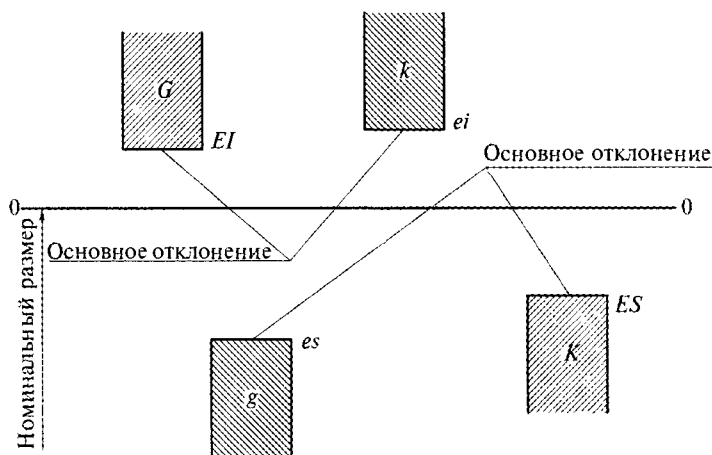 G
k
EI
ei
Основное отклонение
0
0
Номинальный размер
Основное отклонение
ES
es
K
g